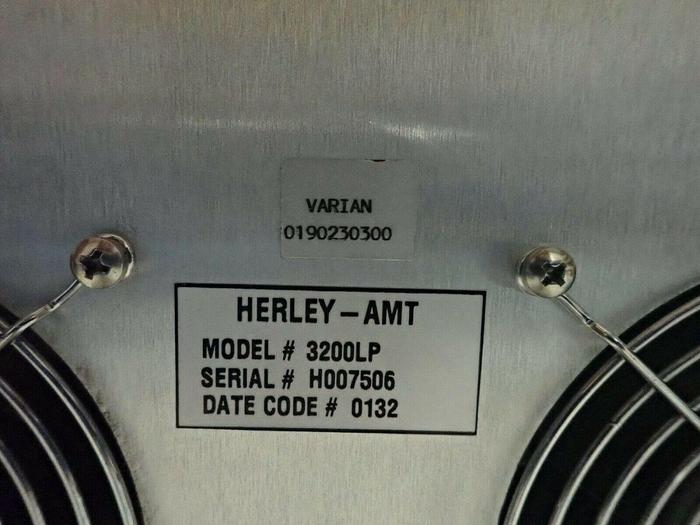 VARIAN
0190230300
HERLEY-AMT
MODEL # 3200LP
SERIAL # H007506
DATE CODE # 0132